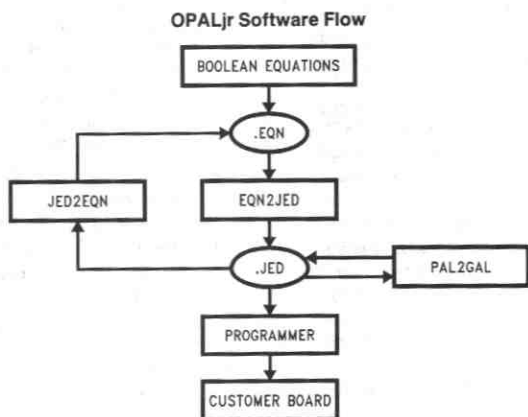 OPALjr Software Flow
BOOLEAN EQUATIONS
.EQN
JED2EQN
EQN2JED
.JED
PAL2GAL
PROGRAMMER
CUSTOMER BOARD